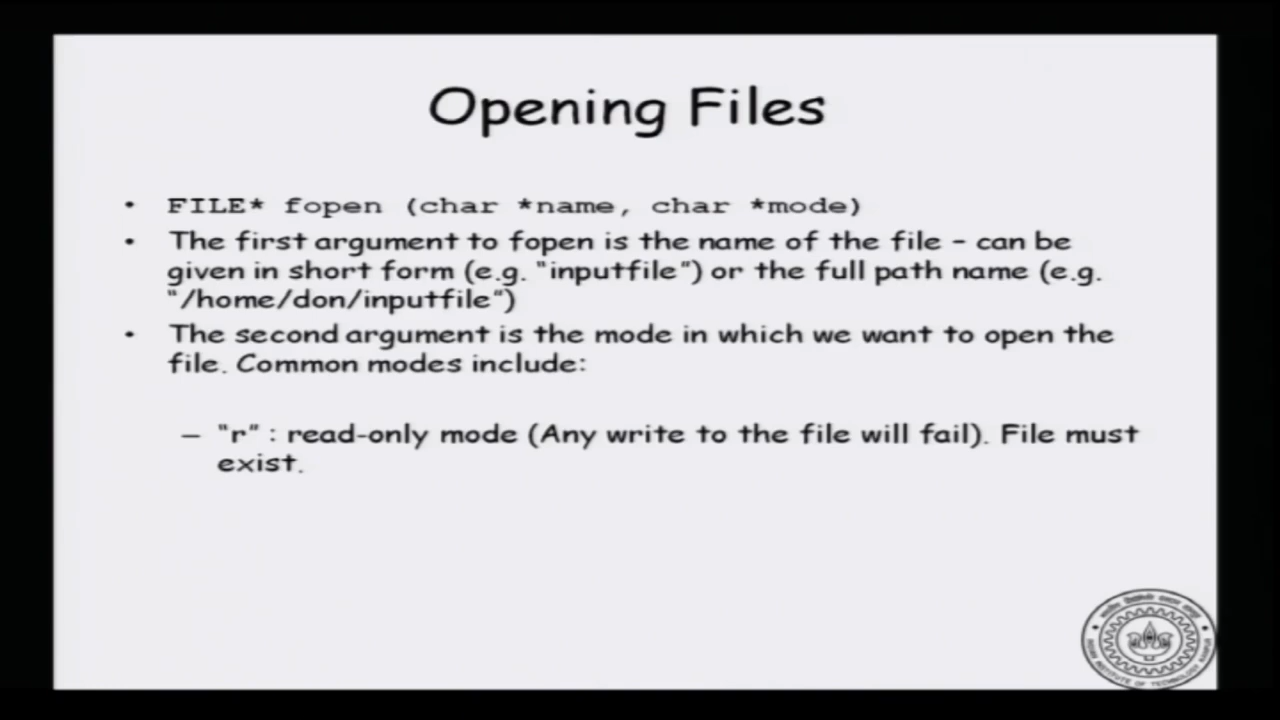 Opening Files
• FILE* fopen (char *name, char *mode)
• The first argument to fopen is the name of the file – can be
given in short form (e.g. “inputfile”) or the full path name (e.g.
“/home/don/inputfile”)
• The second argument is the mode in which we want to open the
file. Common modes include:
– “r” : read-only mode (Any write to the file will fail). File must
exist.